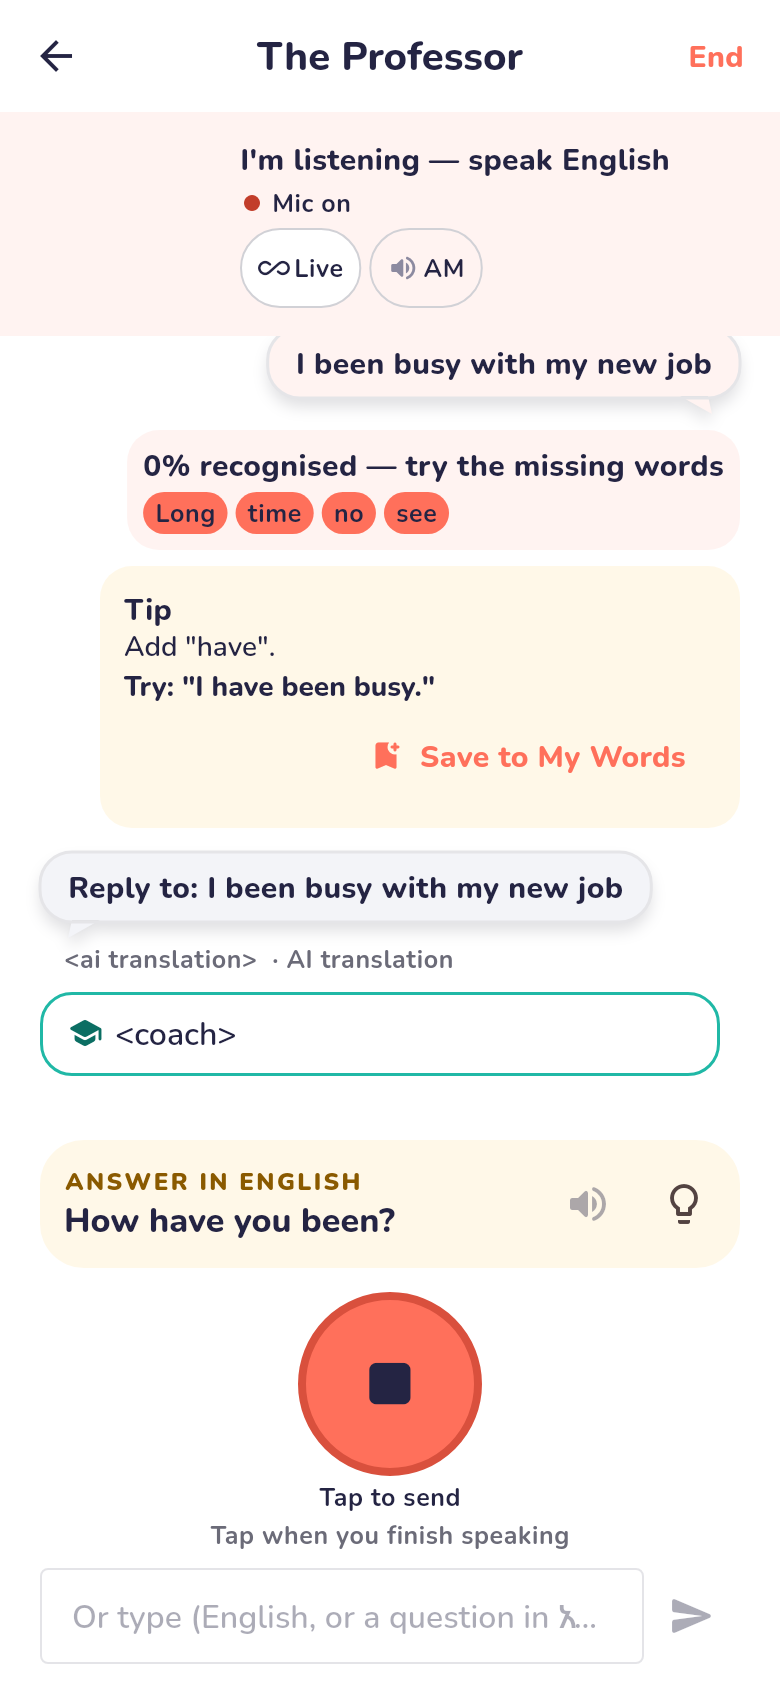 The Professor
End
I'm listening — speak English
Mic on
Live
AM
I been busy with my new job
0% recognised — try the missing words
Long time no see
Tip
Add "have".
Try: "I have been busy."
Save to My Words
Reply to: I been busy with my new job
<ai translation> · AI translation
<coach>
ANSWER IN ENGLISH
How have you been?
Tap to send
Tap when you finish speaking
Or type (English, or a question in አ...